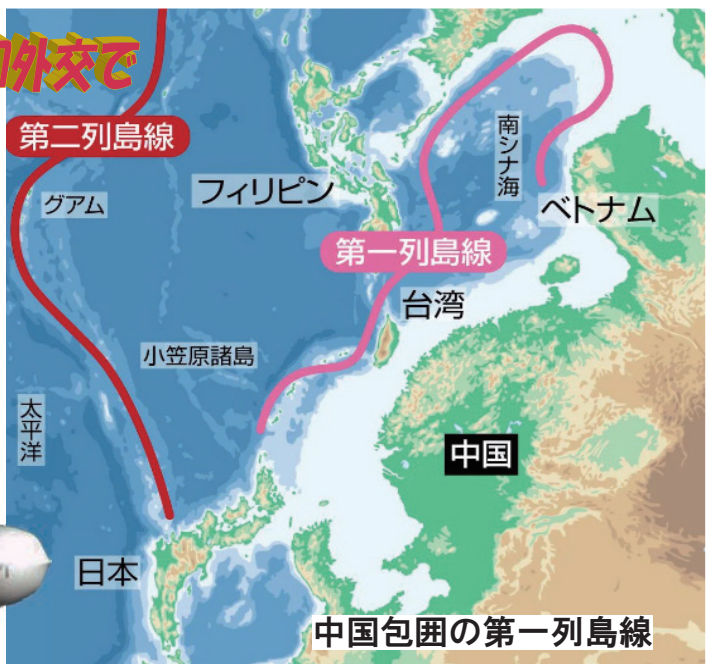 外交で
第二列島線
グアム
フィリピン
南シナ海
ベトナム
第一列島線
台湾
小笠原諸島
太平洋
中国
日本
中国包囲の第一列島線